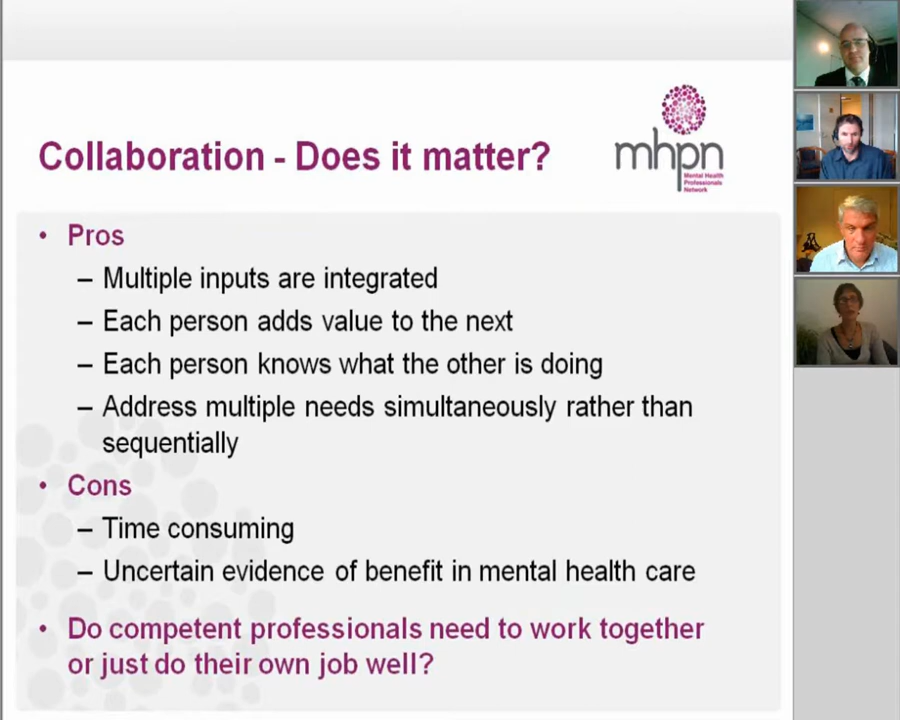 Collaboration - Does it matter?
mhpn
Mental Health
Professionals
Network
• Pros
– Multiple inputs are integrated
– Each person adds value to the next
– Each person knows what the other is doing
– Address multiple needs simultaneously rather than
sequentially
• Cons
– Time consuming
– Uncertain evidence of benefit in mental health care
• Do competent professionals need to work together
or just do their own job well?